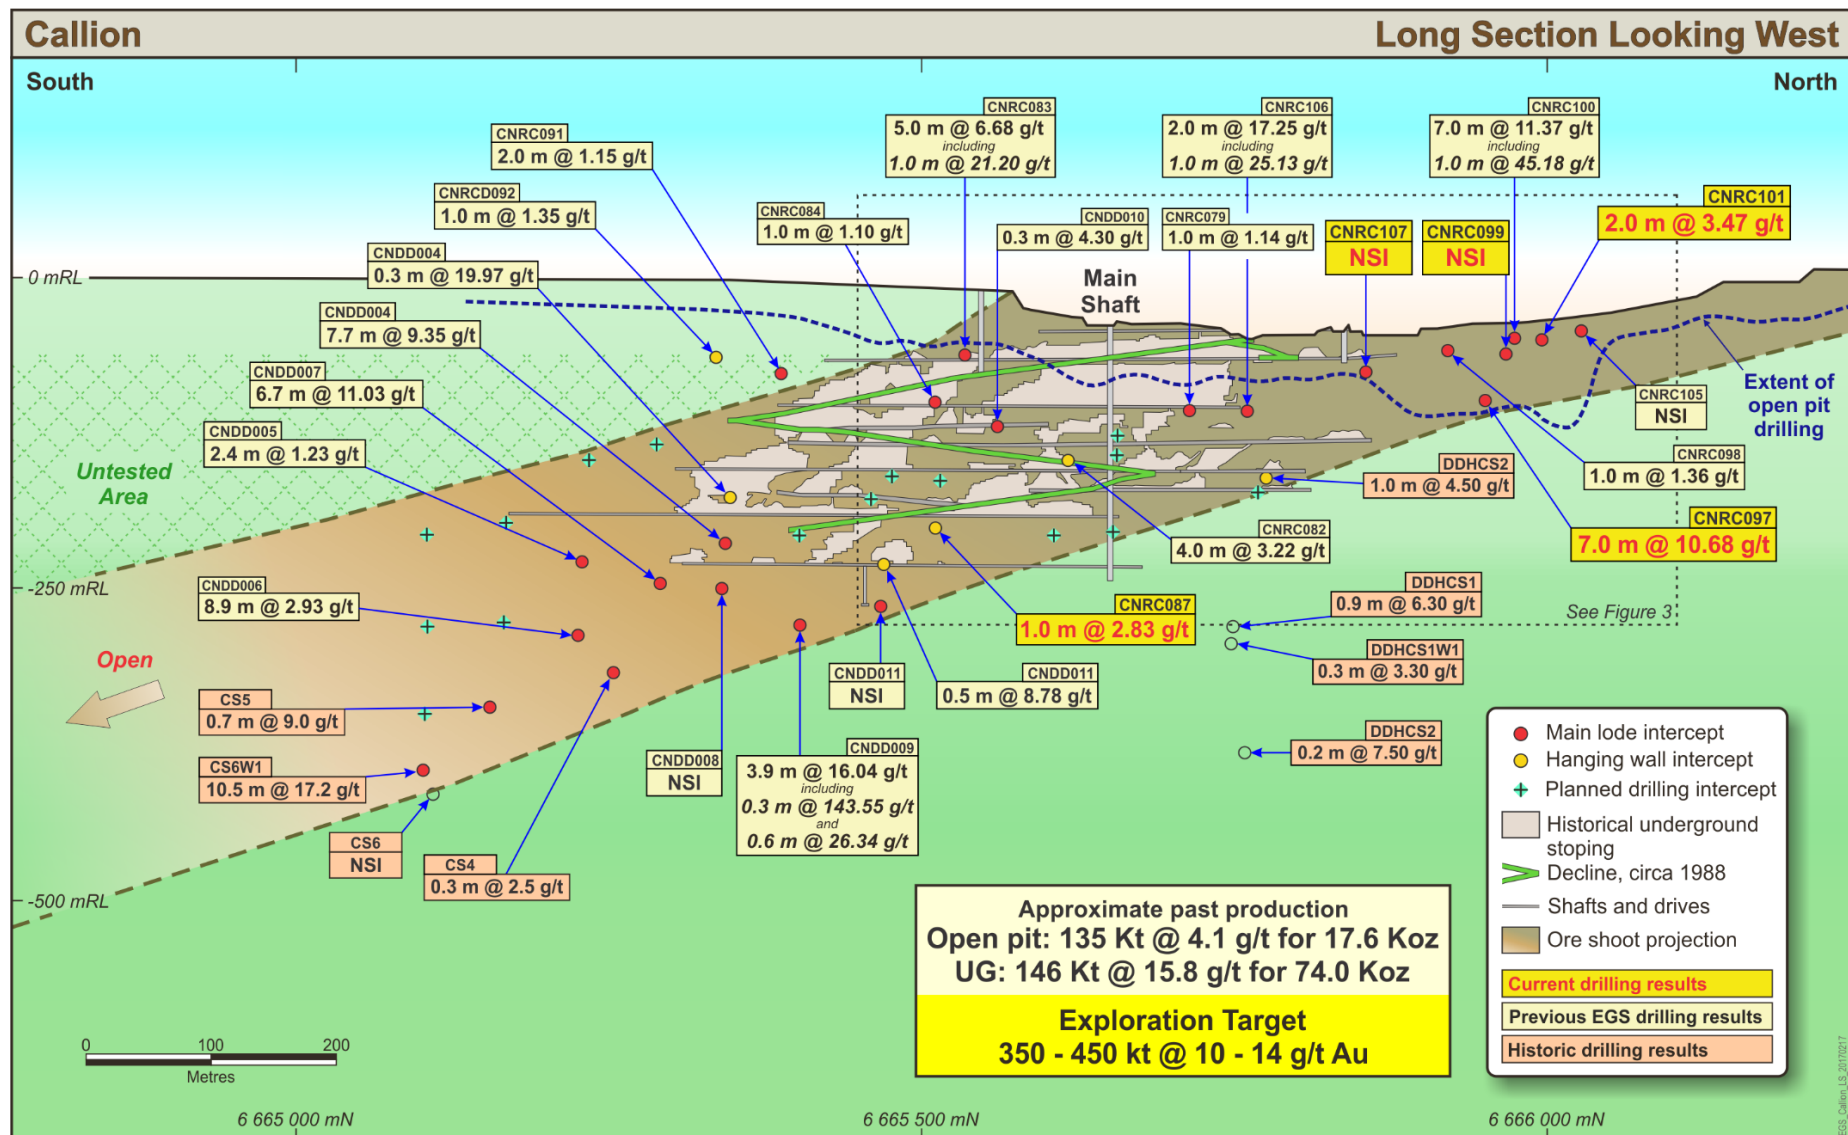 Callion
Long Section Looking West
South
North
CNRC083
5.0 m @ 6.68 g/t
including
1.0 m @ 21.20 g/t
CNRC106
2.0 m @ 17.25 g/t
including
1.0 m @ 25.13 g/t
CNRC100
7.0 m @ 11.37 g/t
including
1.0 m @ 45.18 g/t
CNRC091
2.0 m @ 1.15 g/t
CNRCD092
1.0 m @ 1.35 g/t
CNRC084
1.0 m @ 1.10 g/t
CNDD010
0.3 m @ 4.30 g/t
CNRC079
1.0 m @ 1.14 g/t
CNRC107
NSI
CNRC099
NSI
CNRC101
2.0 m @ 3.47 g/t
CNDD004
0.3 m @ 19.97 g/t
0 mRL
Main
Shaft
CNDD004
7.7 m @ 9.35 g/t
CNDD007
6.7 m @ 11.03 g/t
CNRC105
NSI
Extent of
open pit
drilling
CNDD005
2.4 m @ 1.23 g/t
Untested
Area
DDHCS2
1.0 m @ 4.50 g/t
CNRC098
1.0 m @ 1.36 g/t
CNRC082
4.0 m @ 3.22 g/t
CNRC097
7.0 m @ 10.68 g/t
-250 mRL
CNDD006
8.9 m @ 2.93 g/t
CNRC087
1.0 m @ 2.83 g/t
DDHCS1
0.9 m @ 6.30 g/t
See Figure 3
DDHCS1W1
0.3 m @ 3.30 g/t
Open
CNDD011
NSI
CNDD011
0.5 m @ 8.78 g/t
CS5
0.7 m @ 9.0 g/t
DDHCS2
0.2 m @ 7.50 g/t
CS6W1
10.5 m @ 17.2 g/t
CNDD008
NSI
CNDD009
3.9 m @ 16.04 g/t
including
0.3 m @ 143.55 g/t
and
0.6 m @ 26.34 g/t
CS6
NSI
CS4
0.3 m @ 2.5 g/t
-500 mRL
Main lode intercept
Hanging wall intercept
Planned drilling intercept
Historical underground
stoping
Decline, circa 1988
Shafts and drives
Ore shoot projection
Current drilling results
Previous EGS drilling results
Historic drilling results
Approximate past production
Open pit: 135 Kt @ 4.1 g/t for 17.6 Koz
UG: 146 Kt @ 15.8 g/t for 74.0 Koz
Exploration Target
350 - 450 kt @ 10 - 14 g/t Au
0 100 200
Metres
6 665 000 mN
6 665 500 mN
6 666 000 mN
EGS_Callion_LS_20170217